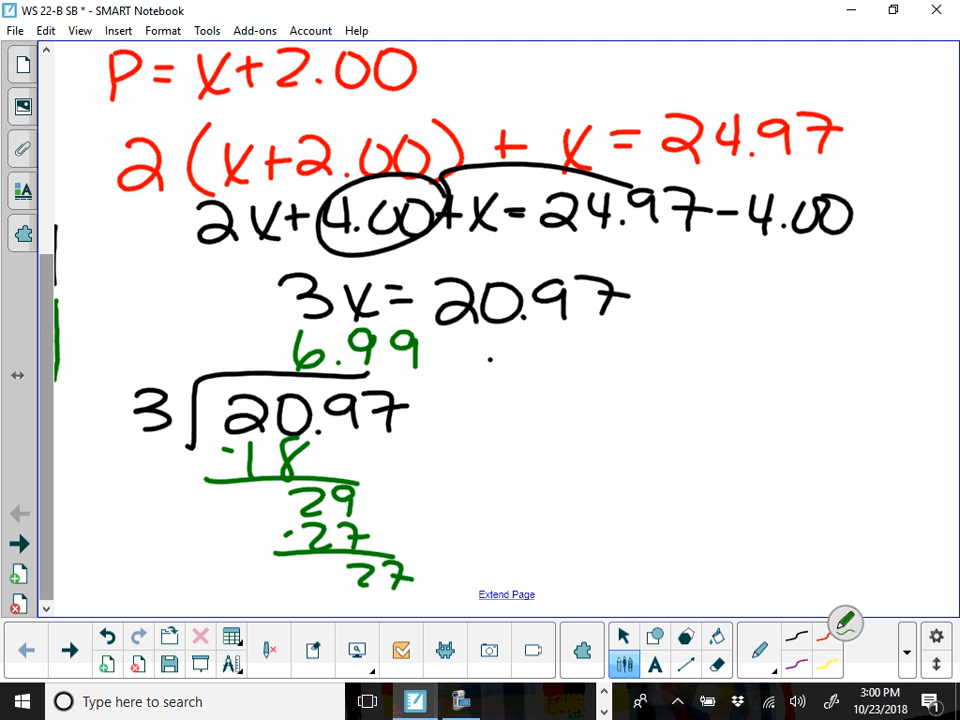 WS 22-B SB * - SMART Notebook
File Edit View Insert Format Tools Add-ons Account Help
P = x + 2.00
2 (x + 2.00) + x = 24.97
2x + 4.00 + x = 24.97 - 4.00
3x = 20.97
6.99
3 20.97
-18
29
-27
27
Extend Page
A
Type here to search
3:00 PM
10/23/2018
1